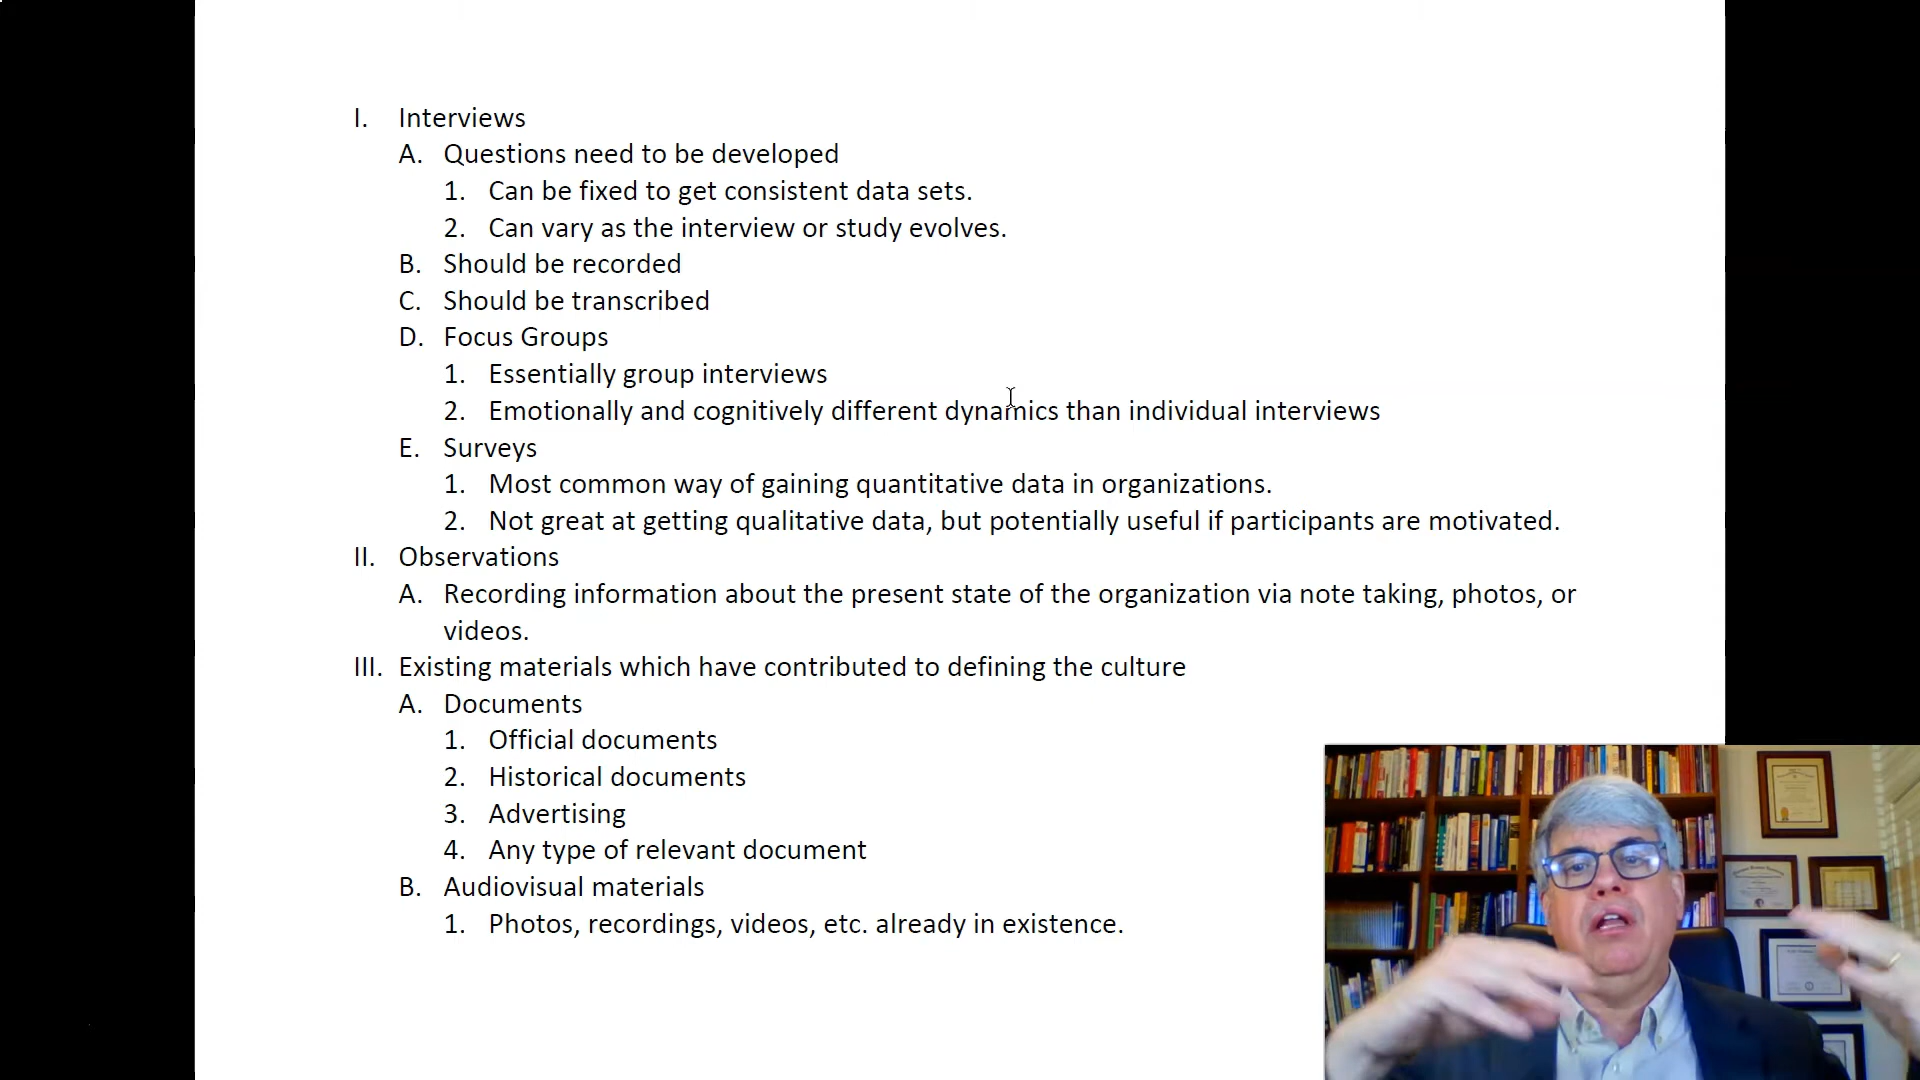 I. Interviews
A. Questions need to be developed
1. Can be fixed to get consistent data sets.
2. Can vary as the interview or study evolves.
B. Should be recorded
C. Should be transcribed
D. Focus Groups
1. Essentially group interviews
2. Emotionally and cognitively different dynamics than individual interviews
E. Surveys
1. Most common way of gaining quantitative data in organizations.
2. Not great at getting qualitative data, but potentially useful if participants are motivated.
II. Observations
A. Recording information about the present state of the organization via note taking, photos, or
videos.
III. Existing materials which have contributed to defining the culture
A. Documents
1. Official documents
2. Historical documents
3. Advertising
4. Any type of relevant document
B. Audiovisual materials
1. Photos, recordings, videos, etc. already in existence.